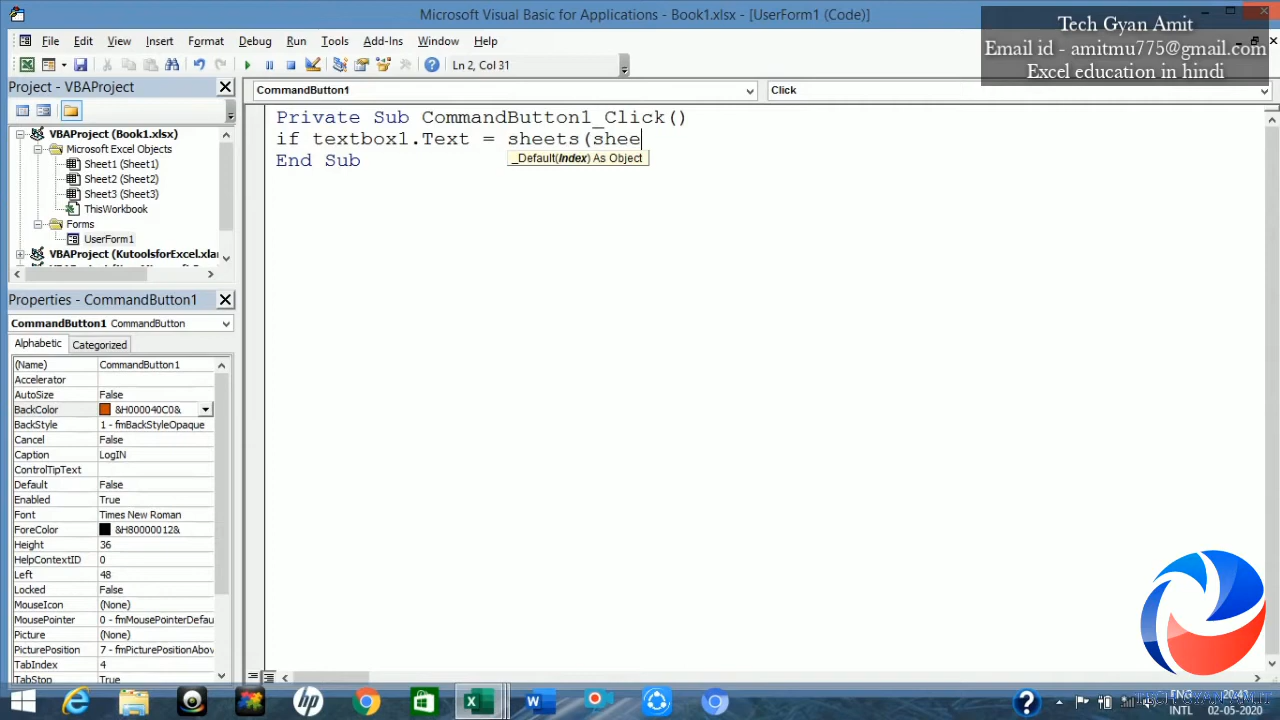 Microsoft Visual Basic for Applications - Book1.xlsx - [UserForm1 (Code)]
Tech Gyan Amit
Email id - amitmu775@gmail.com
Excel education in hindi
File Edit View Insert Format Debug Run Tools Add-Ins Window Help
Ln 2, Col 31
Project - VBAProject
CommandButton1 Click
VBAProject (Book1.xlsx)
Microsoft Excel Objects
Sheet1 (Sheet1)
Sheet2 (Sheet2)
Sheet3 (Sheet3)
ThisWorkbook
Forms
UserForm1
VBAProject (KutoolsforExcel.xla
Private Sub CommandButton1_Click()
if textbox1.Text = sheets(shee
_Default(Index) As Object
End Sub
Properties - CommandButton1
CommandButton1 CommandButton
Alphabetic Categorized
(Name) CommandButton1
Accelerator
AutoSize False
BackColor &H000040C0&
BackStyle 1 - fmBackStyleOpaque
Cancel False
Caption LogIN
ControlTipText
Default False
Enabled True
Font Times New Roman
ForeColor &H80000012&
Height 36
HelpContextID 0
Left 48
Locked False
MouseIcon (None)
MousePointer 0 - fmMousePointerDefau
Picture (None)
PicturePosition 7 - fmPicturePositionAbov
TabIndex 4
TabStop True
ENG
INTL 02-05-2020